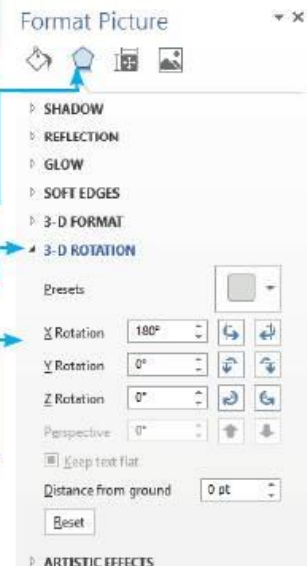 Format Picture
SHADOW
REFLECTION
GLOW
SOFT EDGES
3-D FORMAT
3-D ROTATION
Presets
X Rotation 180°
Y Rotation 0°
Z Rotation 0°
Perspective 0°
Keep text flat
Distance from ground 0 pt
Reset
ARTISTIC EFFECTS